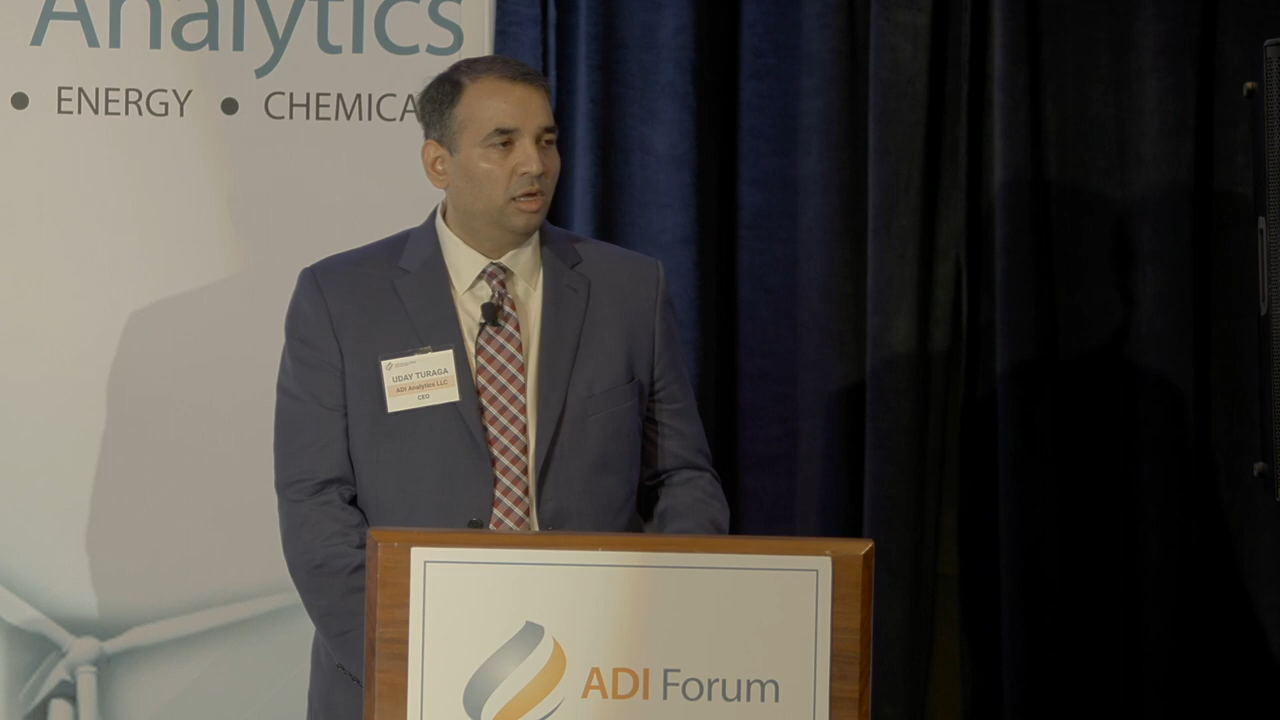 Analytics
• ENERGY • CHEMICA
UDAY TURAGA
ADI Analytics LLC
CEO
ADI Forum